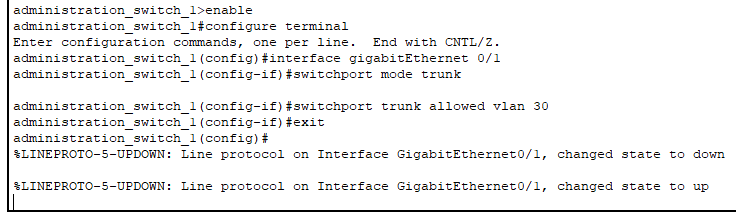 administration_switch_1>enable
administration_switch_1#configure terminal
Enter configuration commands, one per line.  End with CNTL/Z.
administration_switch_1(config)#interface gigabitEthernet 0/1
administration_switch_1(config-if)#switchport mode trunk
administration_switch_1(config-if)#switchport trunk allowed vlan 30
administration_switch_1(config-if)#exit
administration_switch_1(config)#
%LINEPROTO-5-UPDOWN: Line protocol on Interface GigabitEthernet0/1, changed state to down
%LINEPROTO-5-UPDOWN: Line protocol on Interface GigabitEthernet0/1, changed state to up